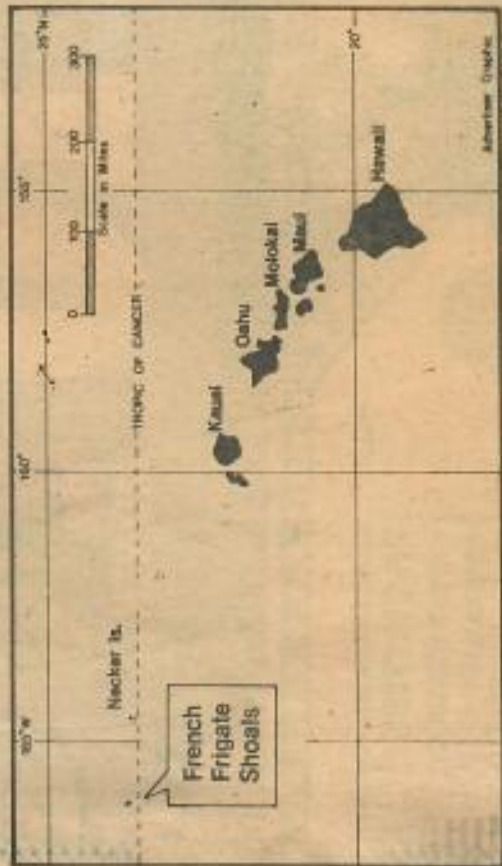 165°W
160°
155°
25°N
0 100 200 300
Scale in Miles
TROPIC OF CANCER
Necker Is.
French
Frigate
Shoals
Kauai
Oahu
Molokai
Maui
Hawaii
20°
Advertiser Graphic